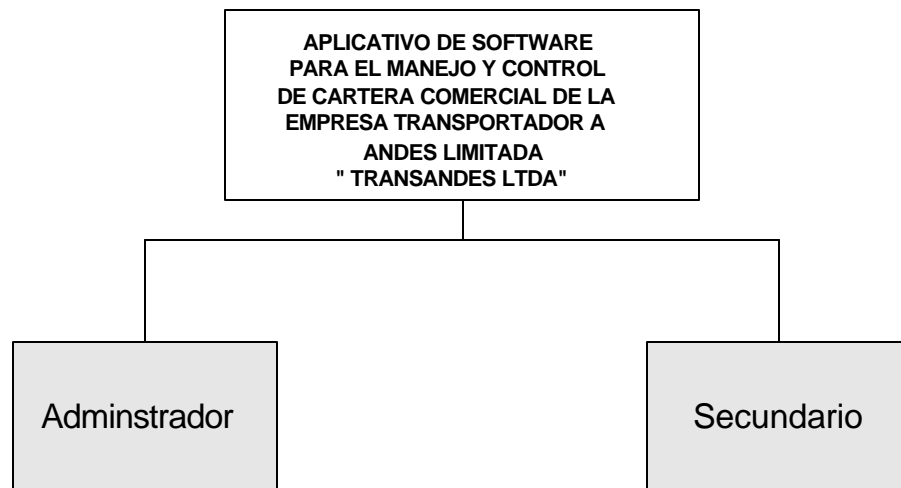 APLICATIVO DE SOFTWARE
PARA EL MANEJO Y CONTROL
DE CARTERA COMERCIAL DE LA
EMPRESA TRANSPORTADOR A
ANDES LIMITADA
" TRANSANDES LTDA"
Adminstrador
Secundario